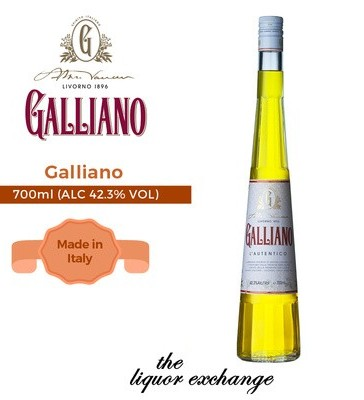 G
LIVORNO 1896
GALLIANO
Galliano
700ml (ALC 42.3% VOL)
Made in
Italy
G
GALLIANO
L'AUTENTICO
the
liquor exchange